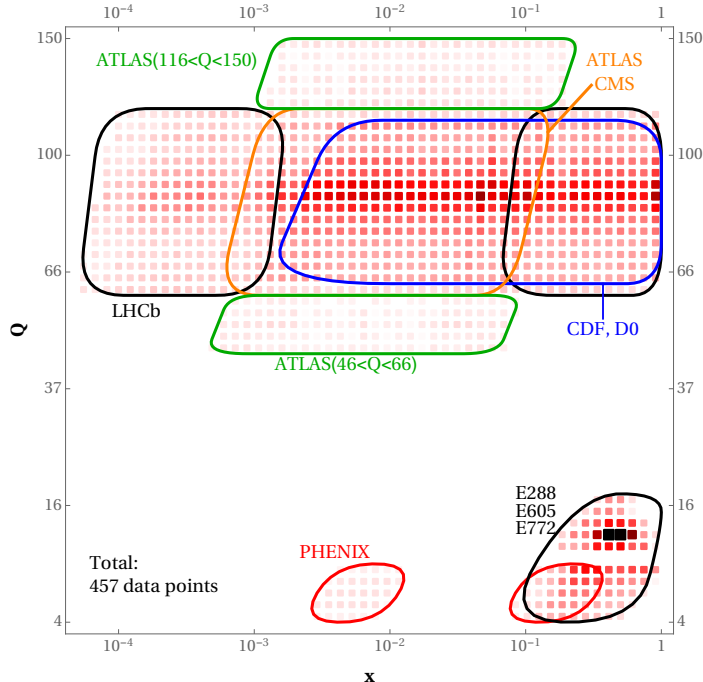 10⁻⁴ 10⁻³ 10⁻² 10⁻¹ 1
150 150
ATLAS(116<Q<150)
ATLAS
CMS
100 100
66 66
LHCb
CDF, D0
Q
ATLAS(46<Q<66)
37 37
E288
16 16
E605
E772
PHENIX
Total:
457 data points
4 4
10⁻⁴ 10⁻³ 10⁻² 10⁻¹ 1
x